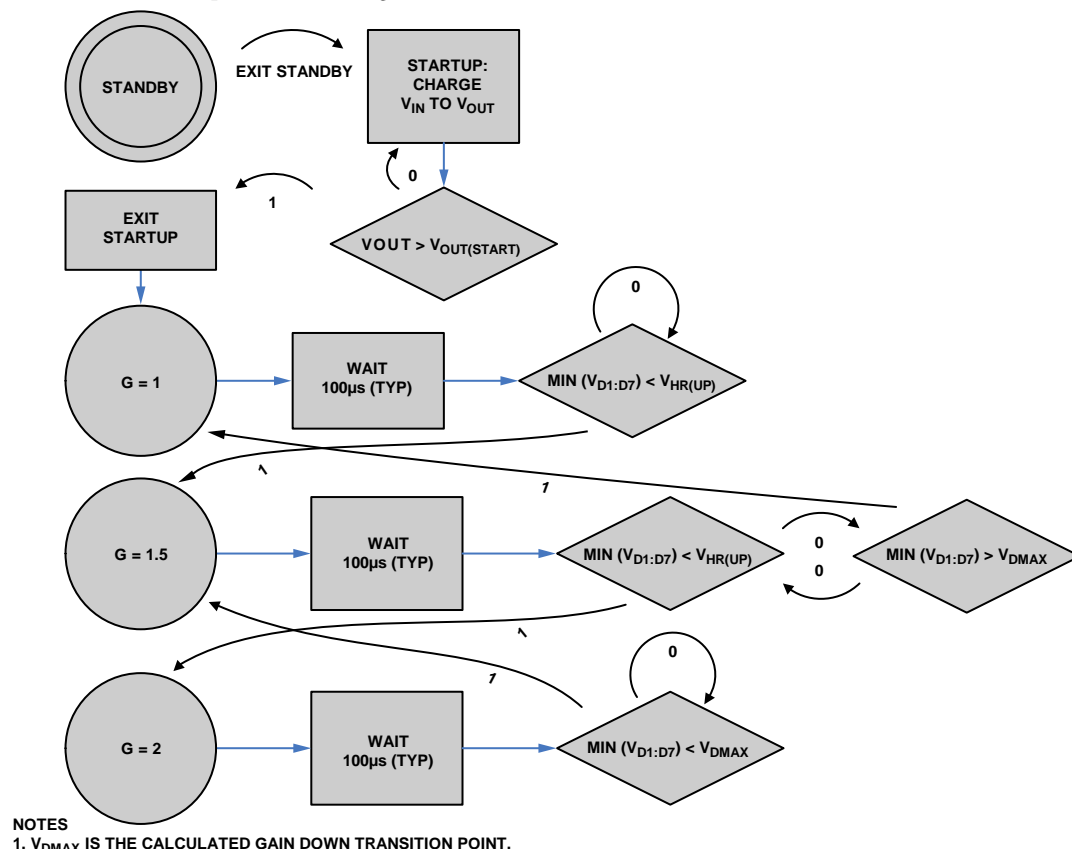 STANDBY
EXIT STANDBY
STARTUP:
CHARGE
VIN TO VOUT
0
1
EXIT
STARTUP
VOUT > VOUT(START)
0
G = 1
WAIT
100µs (TYP)
MIN (VD1:D7) < VHR(UP)
1
1
G = 1.5
WAIT
100µs (TYP)
MIN (VD1:D7) < VHR(UP)
0
0
MIN (VD1:D7) > VDMAX
1
1
0
G = 2
WAIT
100µs (TYP)
MIN (VD1:D7) < VDMAX
NOTES
1. VDMAX IS THE CALCULATED GAIN DOWN TRANSITION POINT.